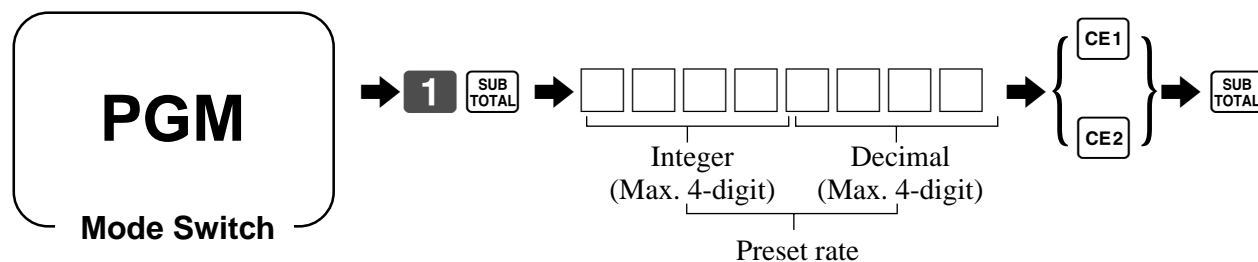 PGM
Mode Switch
1
SUB
TOTAL
Integer
(Max. 4-digit)
Decimal
(Max. 4-digit)
Preset rate
CE1
CE2
SUB
TOTAL